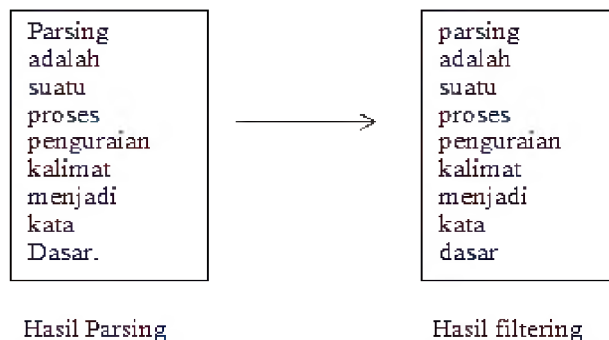 Parsing
adalah
suatu
proses
penguraian
kalimat
menjadi
kata
Dasar.
Hasil Parsing
parsing
adalah
suatu
proses
penguraian
kalimat
menjadi
kata
dasar
Hasil filtering